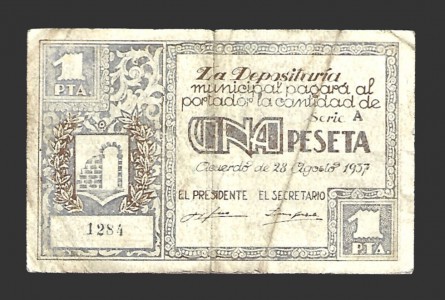 1
PTA
La Depositaría
municipal pagará al
portador la cantidad de
Serie A
UNA PESETA
Acuerdo de 28 Agosto 1937
EL PRESIDENTE EL SECRETARIO
1284
1
PTA.